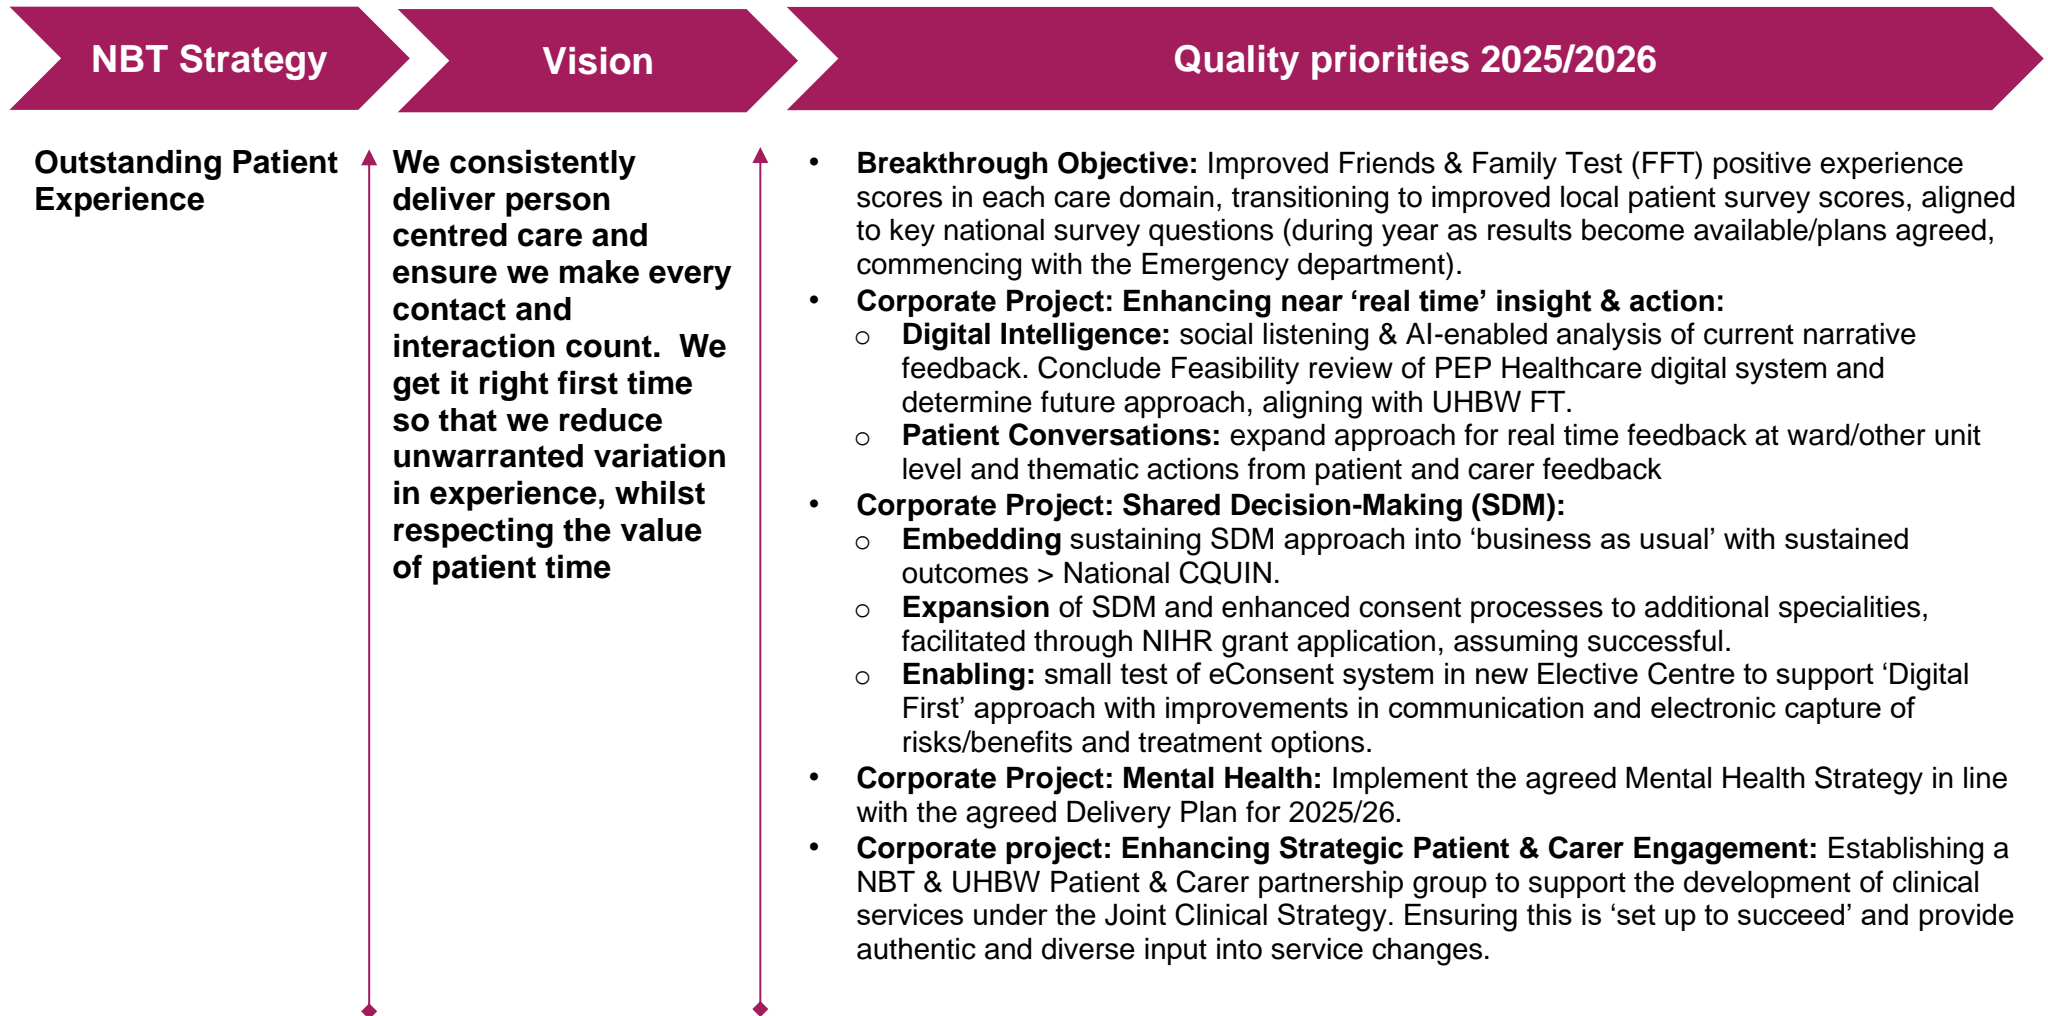 NBT Strategy
Vision
Quality priorities 2025/2026
Outstanding Patient
Experience
We consistently
deliver person
centred care and
ensure we make every
contact and
interaction count.  We
get it right first time
so that we reduce
unwarranted variation
in experience, whilst
respecting the value
of patient time
• Breakthrough Objective: Improved Friends & Family Test (FFT) positive experience
scores in each care domain, transitioning to improved local patient survey scores, aligned
to key national survey questions (during year as results become available/plans agreed,
commencing with the Emergency department).
• Corporate Project: Enhancing near ‘real time’ insight & action:
o Digital Intelligence: social listening & AI-enabled analysis of current narrative
feedback. Conclude Feasibility review of PEP Healthcare digital system and
determine future approach, aligning with UHBW FT.
o Patient Conversations: expand approach for real time feedback at ward/other unit
level and thematic actions from patient and carer feedback
• Corporate Project: Shared Decision-Making (SDM):
o Embedding sustaining SDM approach into ‘business as usual’ with sustained
outcomes > National CQUIN.
o Expansion of SDM and enhanced consent processes to additional specialities,
facilitated through NIHR grant application, assuming successful.
o Enabling: small test of eConsent system in new Elective Centre to support ‘Digital
First’ approach with improvements in communication and electronic capture of
risks/benefits and treatment options.
• Corporate Project: Mental Health: Implement the agreed Mental Health Strategy in line
with the agreed Delivery Plan for 2025/26.
• Corporate project: Enhancing Strategic Patient & Carer Engagement: Establishing a
NBT & UHBW Patient & Carer partnership group to support the development of clinical
services under the Joint Clinical Strategy. Ensuring this is ‘set up to succeed’ and provide
authentic and diverse input into service changes.